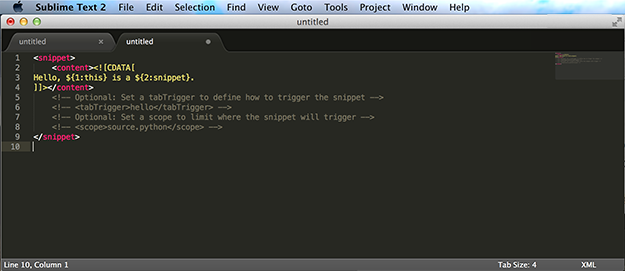 Sublime Text 2 File Edit Selection Find View Goto Tools Project Window Help
untitled
untitled × untitled
1 <snippet>
2 <content><![CDATA[
3 Hello, ${1:this} is a ${2:snippet}.
4 ]]></content>
5 <!-- Optional: Set a tabTrigger to define how to trigger the snippet -->
6 <!-- <tabTrigger>hello</tabTrigger> -->
7 <!-- Optional: Set a scope to limit where the snippet will trigger -->
8 <!-- <scope>source.python</scope> -->
9 </snippet>
10
Line 10, Column 1 Tab Size: 4 XML